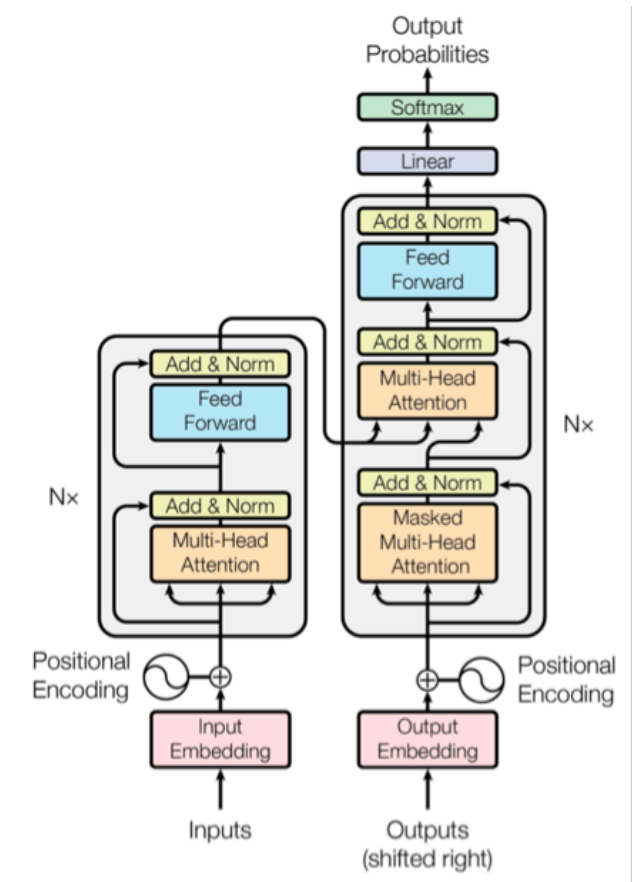 Output
Probabilities
Softmax
Linear
Add & Norm
Feed
Forward
Add & Norm
Multi-Head
Attention
Nx
Add & Norm
Masked
Multi-Head
Attention
Add & Norm
Feed
Forward
Nx
Add & Norm
Multi-Head
Attention
Positional
Encoding
Positional
Encoding
Input
Embedding
Output
Embedding
Inputs
Outputs
(shifted right)